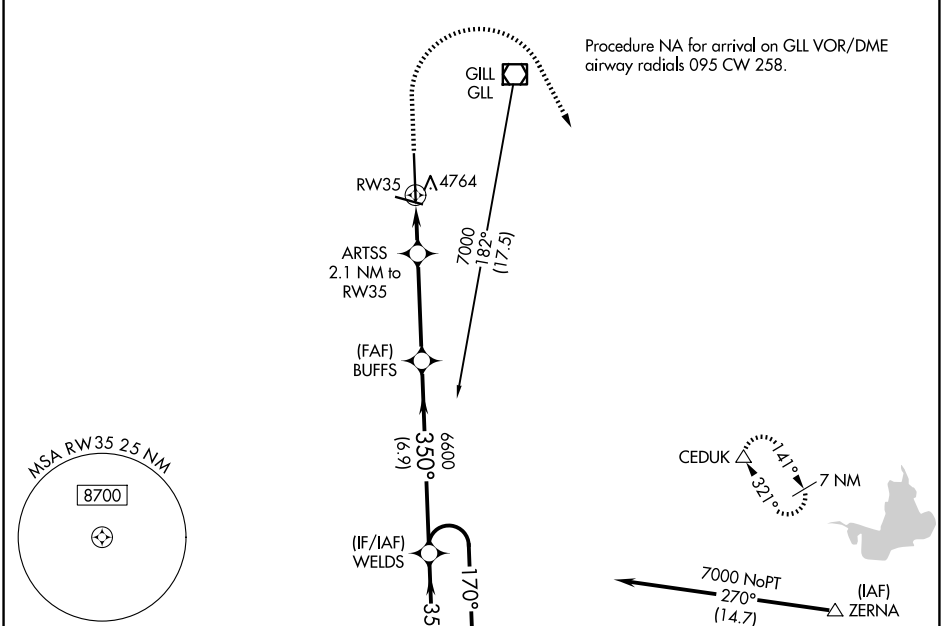 Procedure NA for arrival on GLL VOR/DME
airway radials 095 CW 258.
GILL
GLL
RW35
4764
ARTSS
2.1 NM to
RW35
7000
182°
(17.5)
(FAF)
BUFFS
6600
350°
(6.9)
MSA RW35 25 NM
8700
CEDUK
141°
321°
7 NM
(IF/IAF)
WELDS
170°
35
7000 NoPT
270°
(14.7)
(IAF)
ZERNA